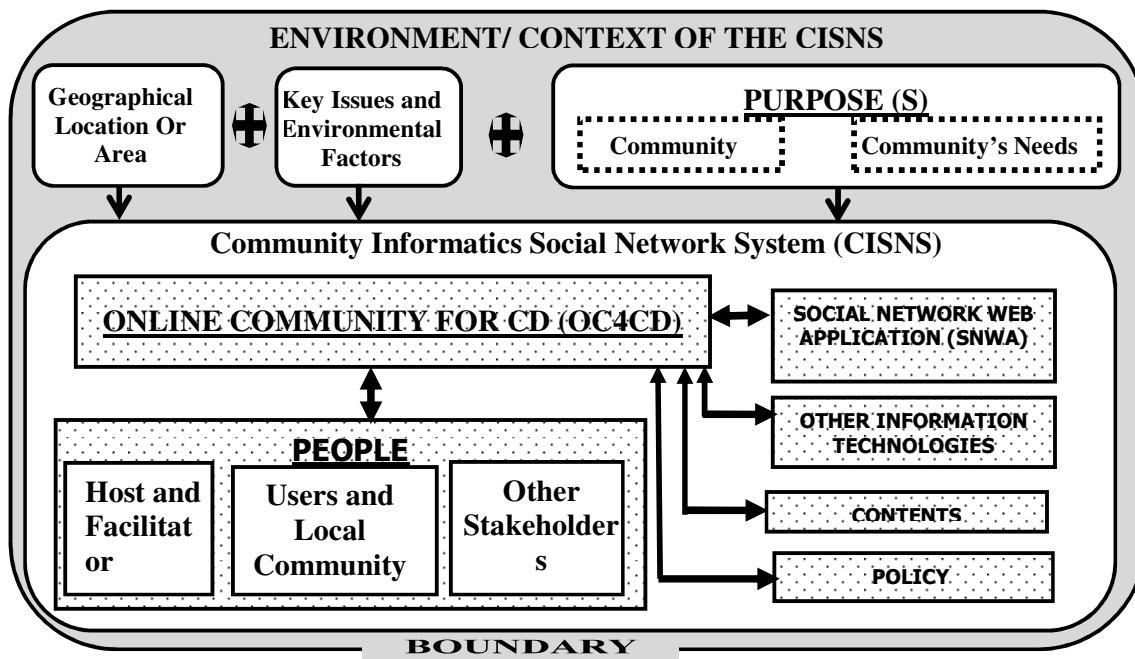 ENVIRONMENT/ CONTEXT OF THE CISNS
Geographical
Location Or
Area
Key Issues and
Environmental
Factors
PURPOSE (S)
Community
Community's Needs
Community Informatics Social Network System (CISNS)
ONLINE COMMUNITY FOR CD (OC4CD)
SOCIAL NETWORK WEB
APPLICATION (SNWA)
OTHER INFORMATION
TECHNOLOGIES
CONTENTS
POLICY
PEOPLE
Host and
Facilitat
or
Users and
Local
Community
Other
Stakeholder
s
BOUNDARY